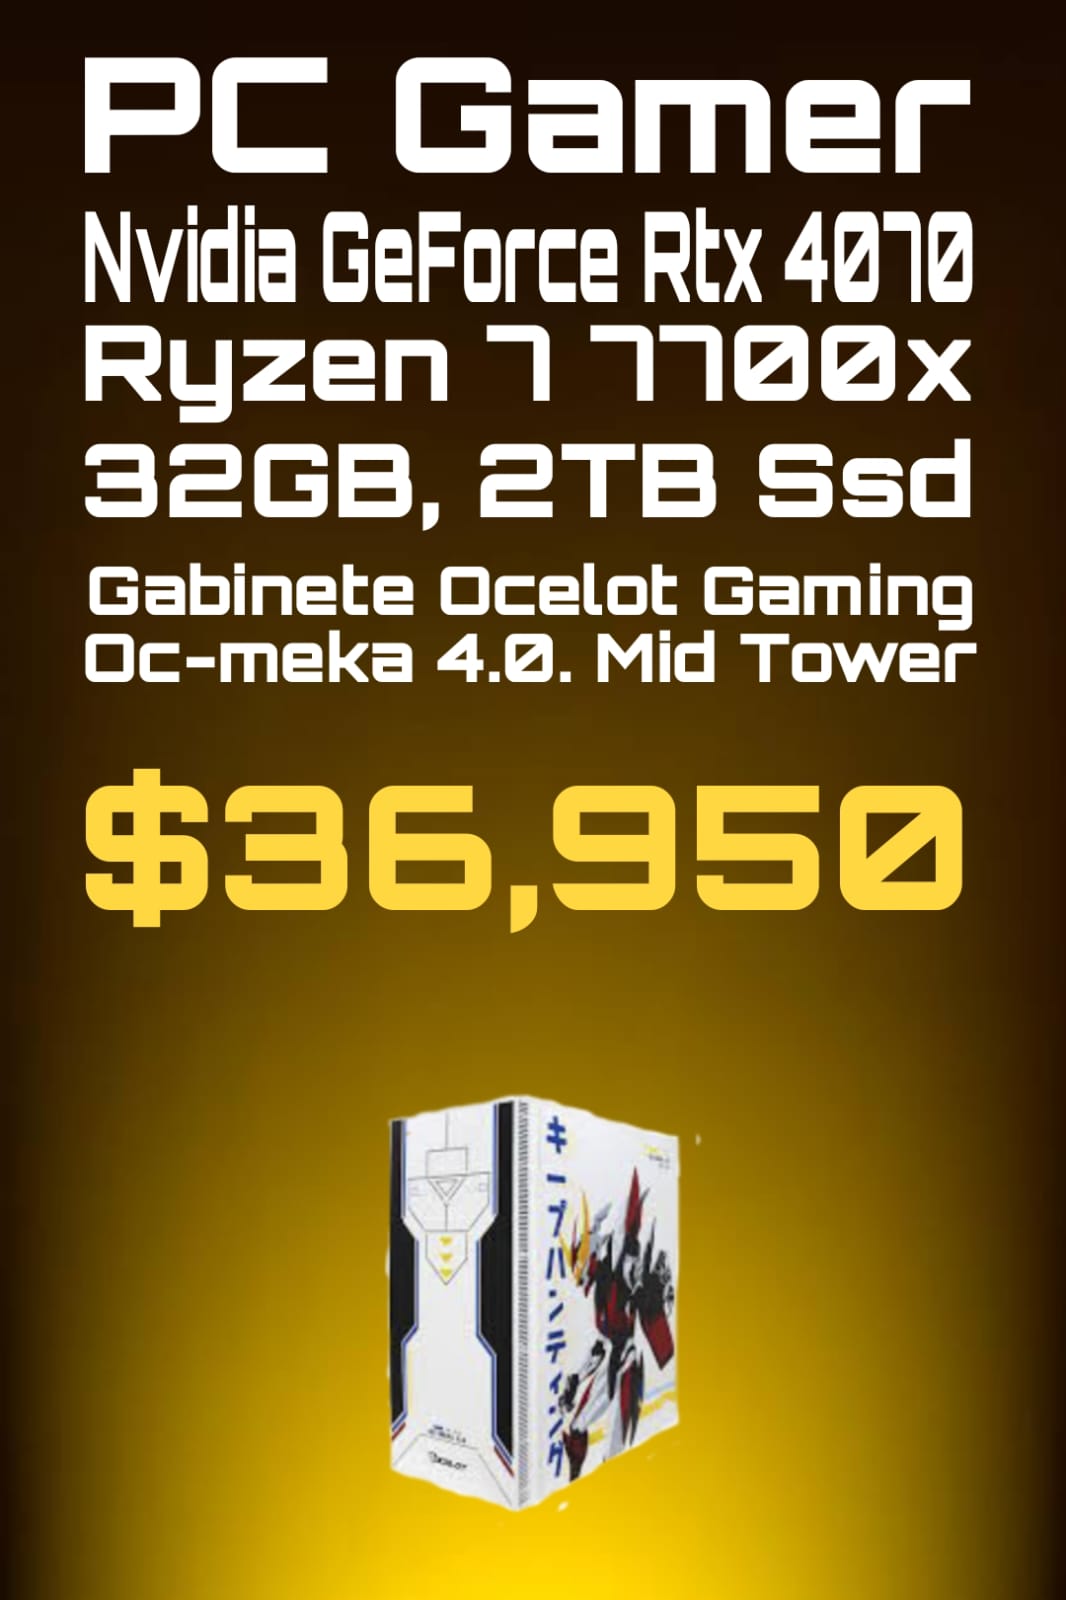 PC Gamer
Nvidia GeForce Rtx 4070
Ryzen 7 7700x
32GB, 2TB Ssd
Gabinete Ocelot Gaming
Oc-meka 4.0. Mid Tower
$36,950
キープハンティング
OCELOT